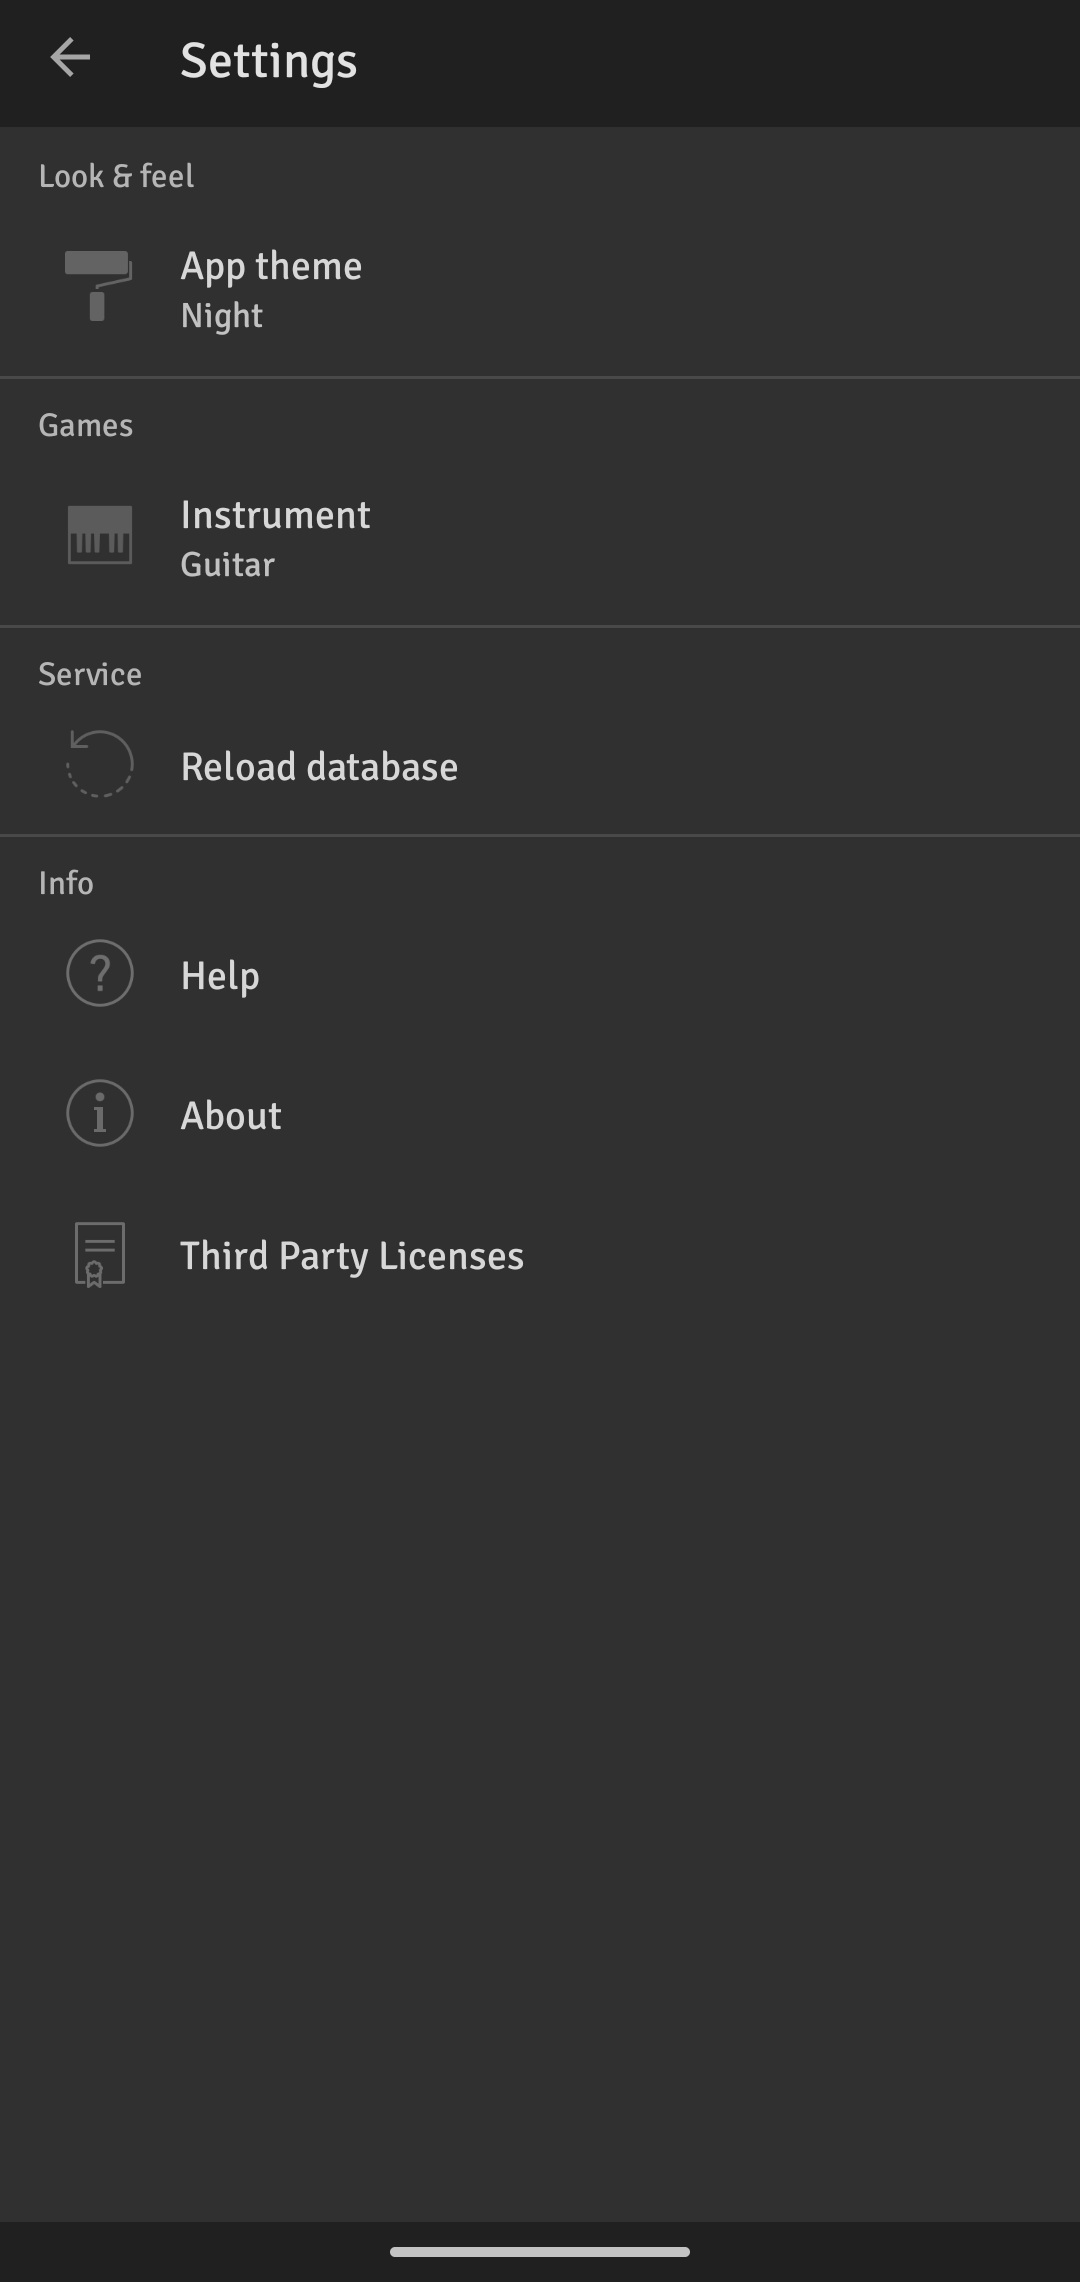 Settings
Look & feel
App theme
Night
Games
Instrument
Guitar
Service
Reload database
Info
Help
About
Third Party Licenses